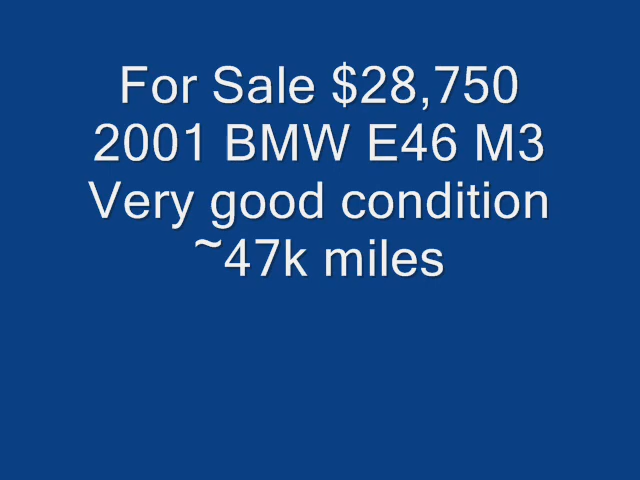 For Sale $28,750
2001 BMW E46 M3
Very good condition
~47k miles